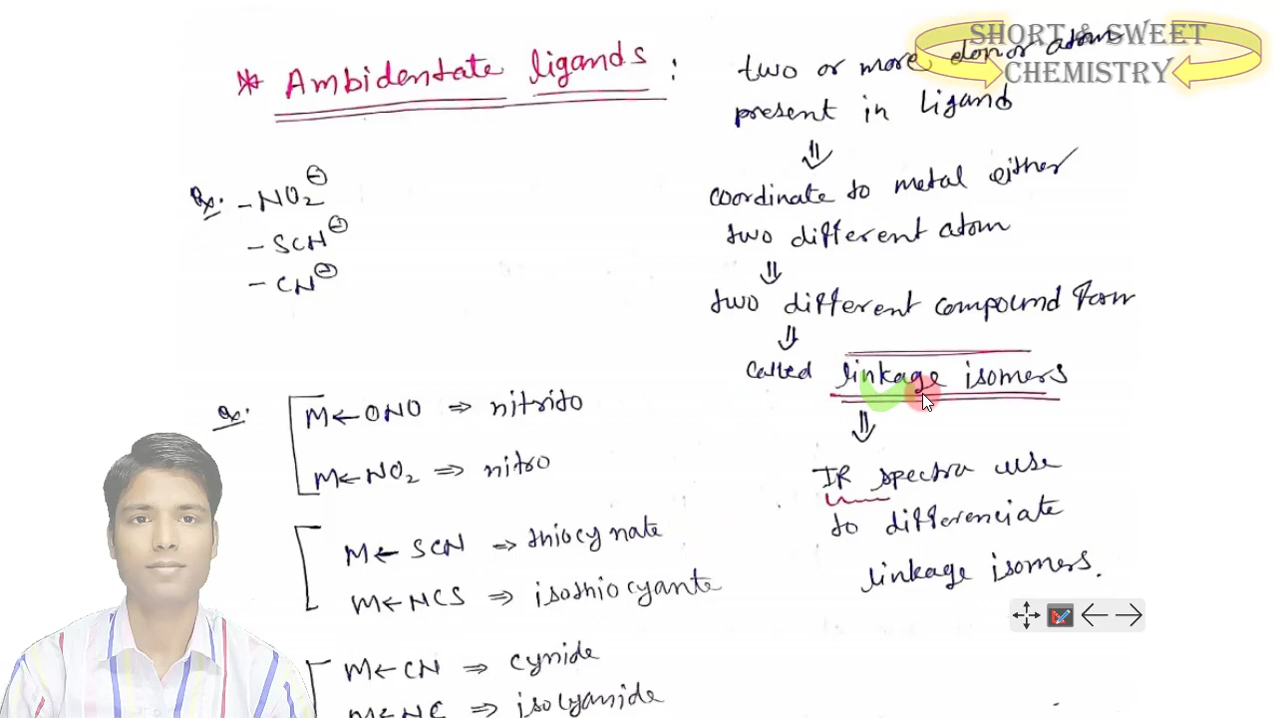 SHORT & SWEET
CHEMISTRY
* Ambidentate ligands :
two or more donor atom
present in ligand
⇓
coordinate to metal either
two different atom
⇓
two different compound form
⇓
called linkage isomers
⇓
IR spectra use
to differenciate
linkage isomers.
Ex: - NO2⊖
- SCN⊖
- CN⊖
Ex: M←ONO ⇒ nitrito
M←NO2 ⇒ nitro
M←SCN ⇒ thiocynate
M←NCS ⇒ isothiocyante
M←CN ⇒ cynide
M←NC ⇒ isocyanide